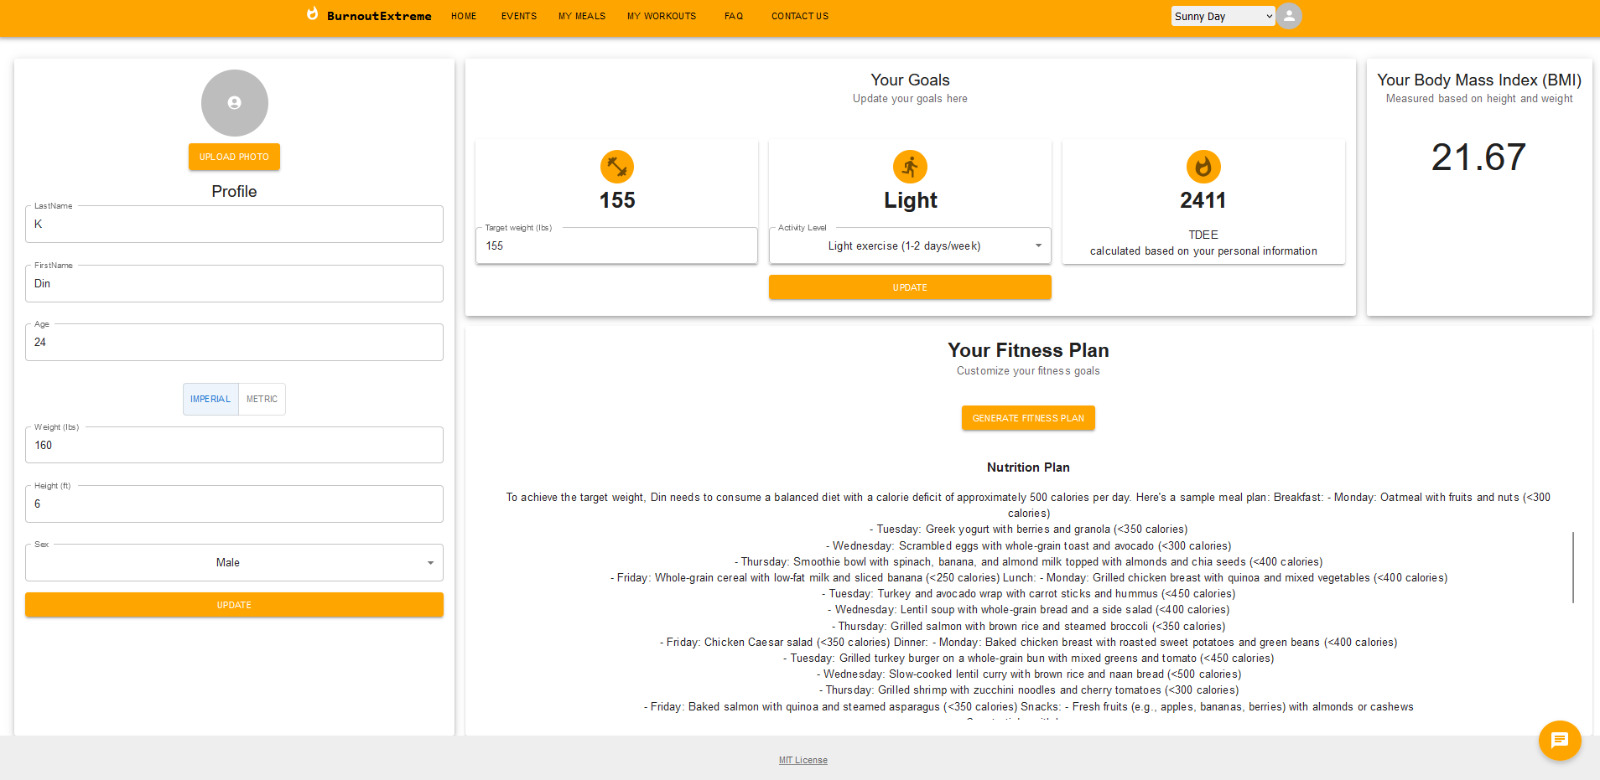 BurnoutExtreme HOME EVENTS MY MEALS MY WORKOUTS FAQ CONTACT US Sunny Day
UPLOAD PHOTO
Profile
LastName
K
FirstName
Din
Age
24
IMPERIAL METRIC
Weight (lbs)
160
Height (ft)
6
Sex
Male
UPDATE
Your Goals
Update your goals here
155
Target weight (lbs)
155
Light
Activity Level
Light exercise (1-2 days/week)
UPDATE
2411
TDEE
calculated based on your personal information
Your Body Mass Index (BMI)
Measured based on height and weight
21.67
Your Fitness Plan
Customize your fitness goals
GENERATE FITNESS PLAN
Nutrition Plan
To achieve the target weight, Din needs to consume a balanced diet with a calorie deficit of approximately 500 calories per day. Here's a sample meal plan: Breakfast: - Monday: Oatmeal with fruits and nuts (<300
calories)
- Tuesday: Greek yogurt with berries and granola (<350 calories)
- Wednesday: Scrambled eggs with whole-grain toast and avocado (<300 calories)
- Thursday: Smoothie bowl with spinach, banana, and almond milk topped with almonds and chia seeds (<400 calories)
- Friday: Whole-grain cereal with low-fat milk and sliced banana (<250 calories) Lunch: - Monday: Grilled chicken breast with quinoa and mixed vegetables (<400 calories)
- Tuesday: Turkey and avocado wrap with carrot sticks and hummus (<450 calories)
- Wednesday: Lentil soup with whole-grain bread and a side salad (<400 calories)
- Thursday: Grilled salmon with brown rice and steamed broccoli (<350 calories)
- Friday: Chicken Caesar salad (<350 calories) Dinner: - Monday: Baked chicken breast with roasted sweet potatoes and green beans (<400 calories)
- Tuesday: Grilled turkey burger on a whole-grain bun with mixed greens and tomato (<450 calories)
- Wednesday: Slow-cooked lentil curry with brown rice and naan bread (<500 calories)
- Thursday: Grilled shrimp with zucchini noodles and cherry tomatoes (<300 calories)
- Friday: Baked salmon with quinoa and steamed asparagus (<350 calories) Snacks: - Fresh fruits (e.g., apples, bananas, berries) with almonds or cashews
MIT License